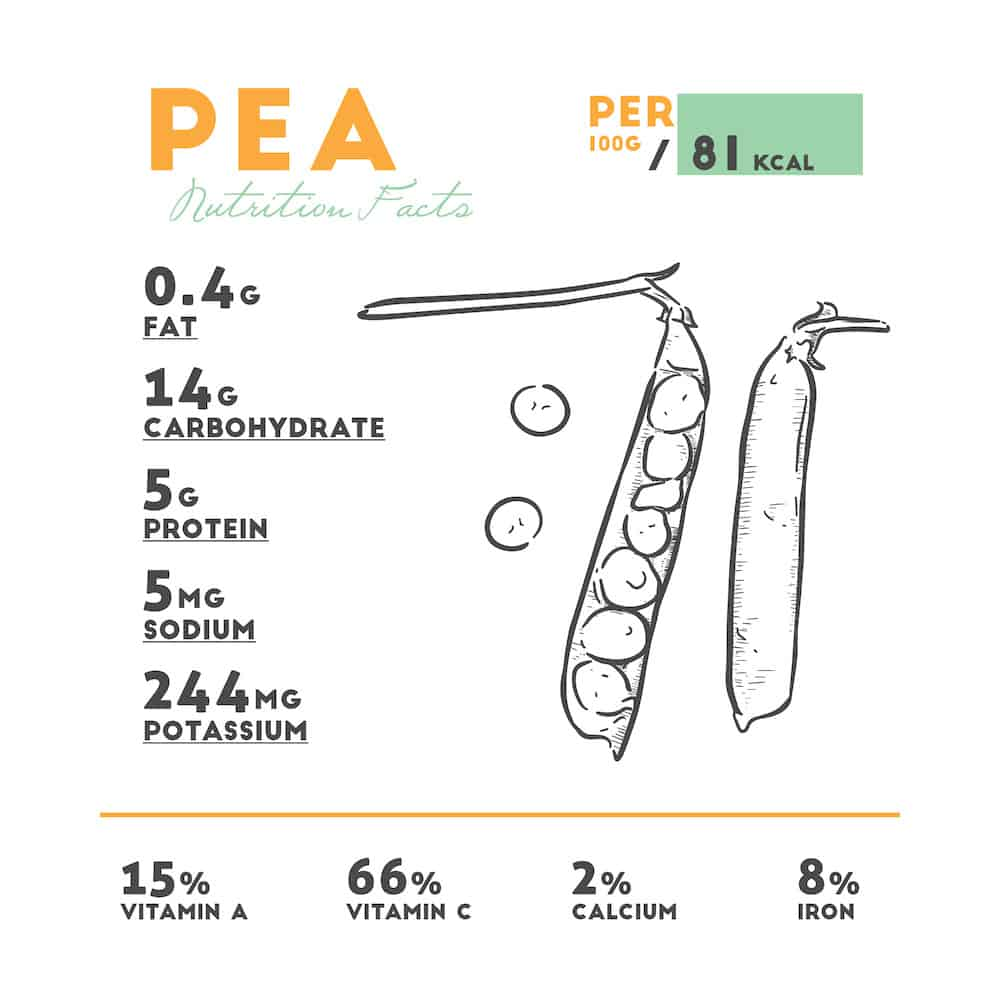 PEA
Nutrition Facts
PER
100G / 81 KCAL
0.4G
FAT
14G
CARBOHYDRATE
5G
PROTEIN
5MG
SODIUM
244MG
POTASSIUM
15% 66% 2% 8%
VITAMIN A VITAMIN C CALCIUM IRON